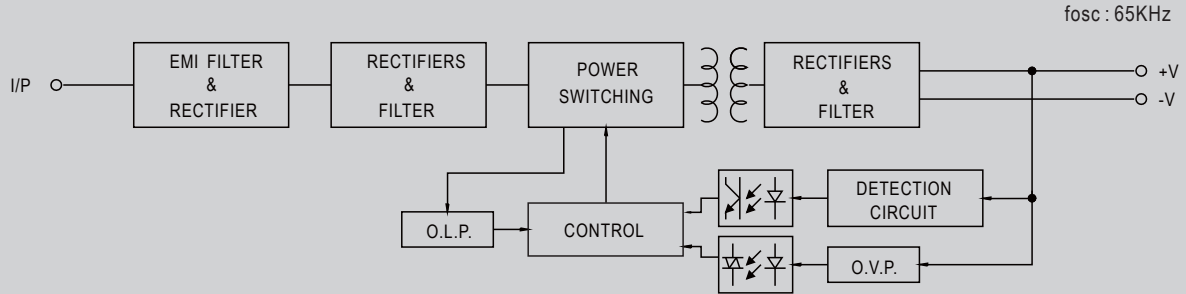 fosc : 65KHz
I/P
EMI FILTER
&
RECTIFIER
RECTIFIERS
&
FILTER
POWER
SWITCHING
RECTIFIERS
&
FILTER
+V
-V
O.L.P.
CONTROL
DETECTION
CIRCUIT
O.V.P.